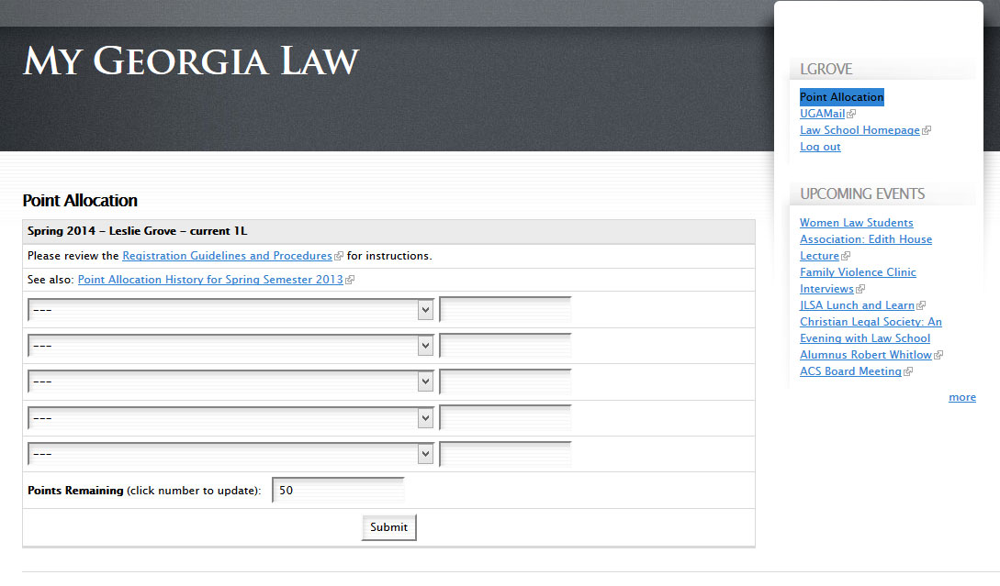 MY GEORGIA LAW
LGROVE
Point Allocation
UGAMail
Law School Homepage
Log out
UPCOMING EVENTS
Women Law Students
Association: Edith House
Lecture
Family Violence Clinic
Interviews
JLSA Lunch and Learn
Christian Legal Society: An
Evening with Law School
Alumnus Robert Whitlow
ACS Board Meeting
more
Point Allocation
Spring 2014 - Leslie Grove - current 1L
Please review the Registration Guidelines and Procedures for instructions.
See also: Point Allocation History for Spring Semester 2013
---
---
---
---
---
Points Remaining (click number to update): 50
Submit